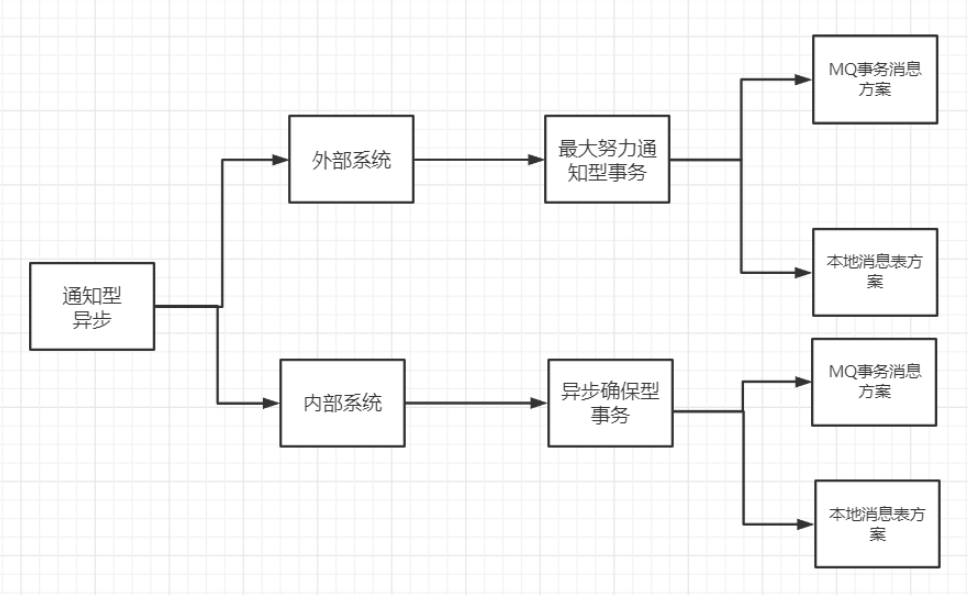 通知型
异步
外部系统
最大努力通
知型事务
MQ事务消息
方案
本地消息表方
案
内部系统
异步确保型
事务
MQ事务消息
方案
本地消息表方
案